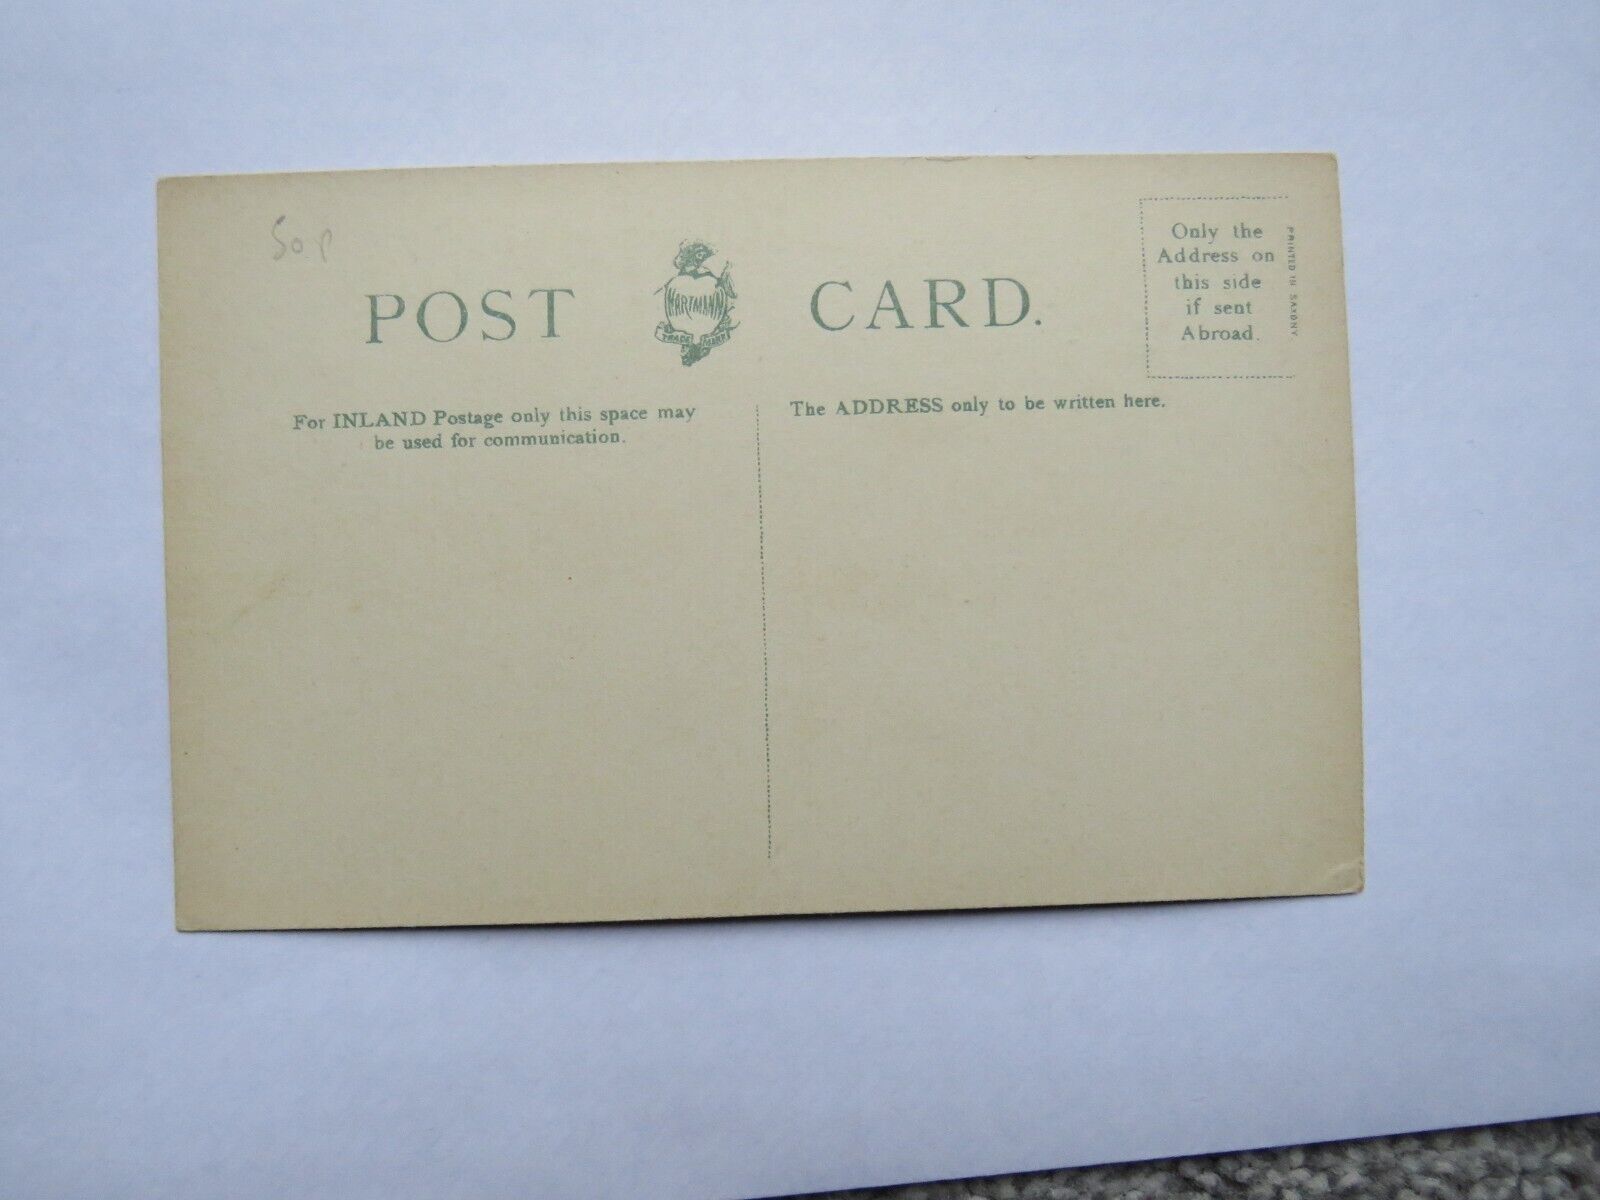 50p
POST CARD.
HARTMANN
TRADE MARK
Only the
Address on
this side
if sent
Abroad.
PRINTED IN SAXONY
For INLAND Postage only this space may
be used for communication.
The ADDRESS only to be written here.